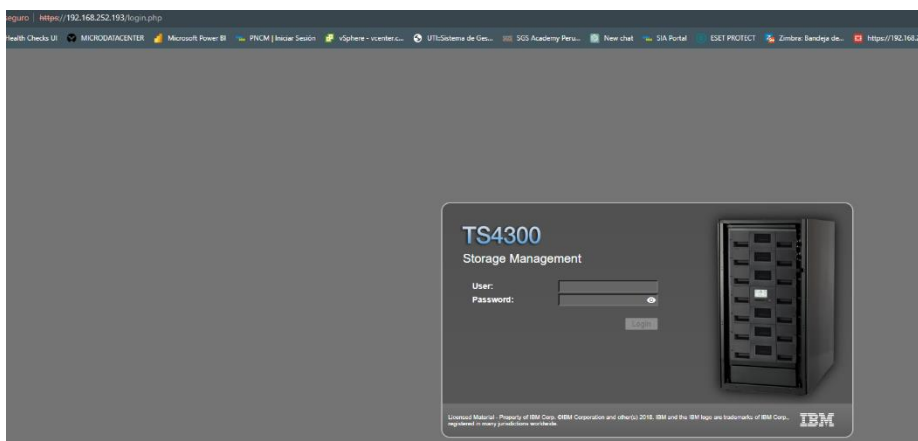 seguro | https://192.168.252.193/login.php
Health Checks UI MICRODATACENTER Microsoft Power BI PNCM | Iniciar Sesión vSphere - vcenter.c... UTI:Sistema de Ges... SGS Academy Peru... New chat SIA Portal ESET PROTECT Zimbra: Bandeja de... https://192.168.2
TS4300
Storage Management
User:
Password:
Login
Licensed Material - Property of IBM Corp. ©IBM Corporation and other(s) 2018. IBM and the IBM logo are trademarks of IBM Corp.,
registered in many jurisdictions worldwide.
IBM